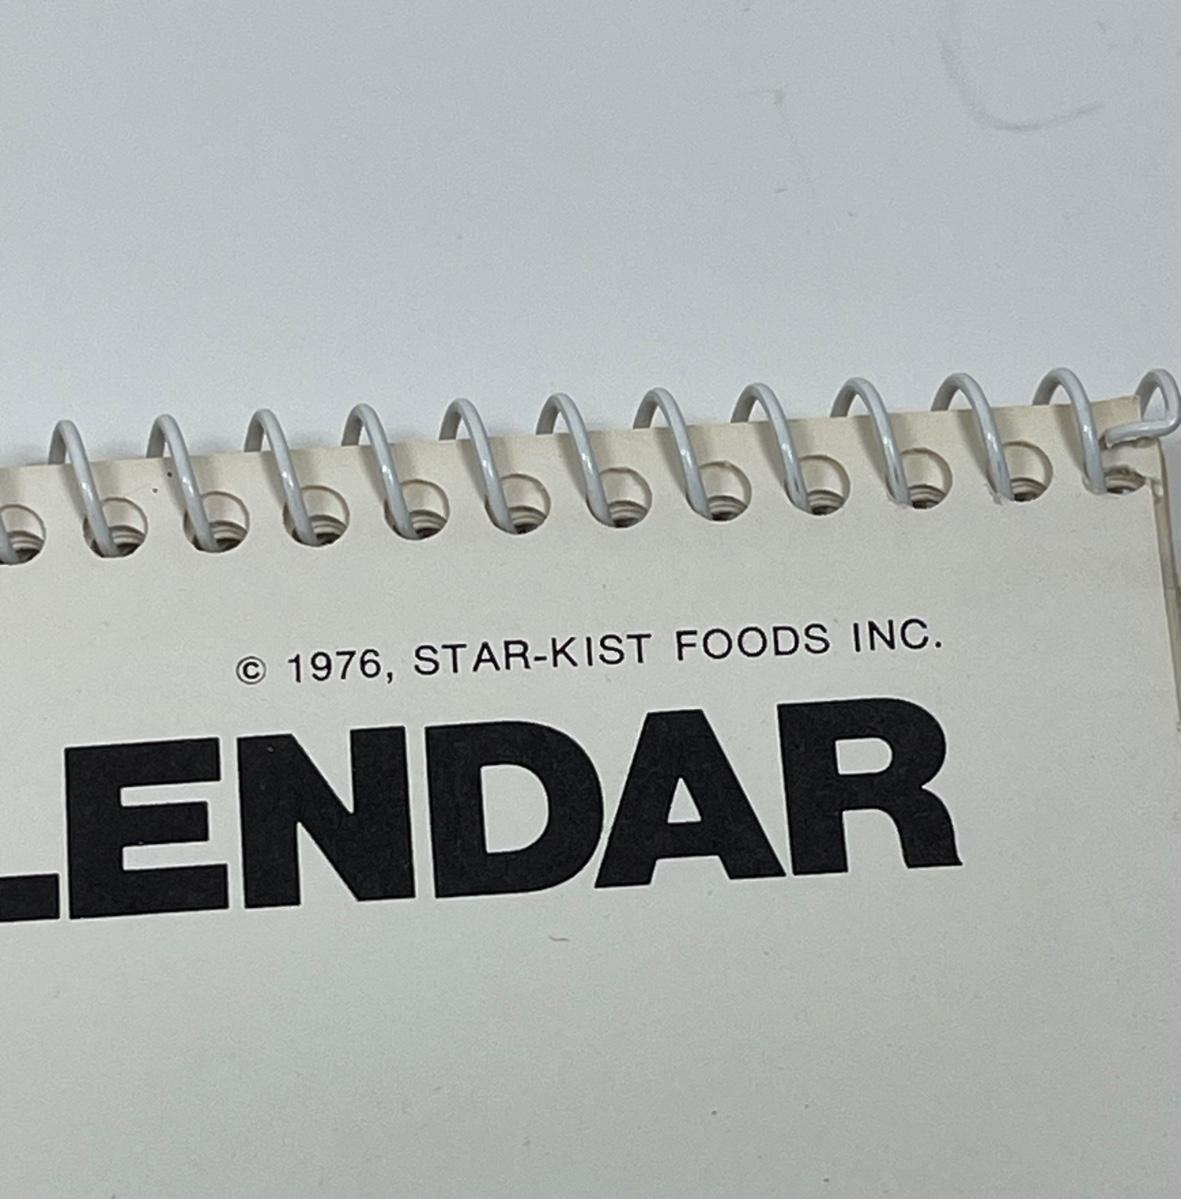 © 1976, STAR-KIST FOODS INC.
LENDAR